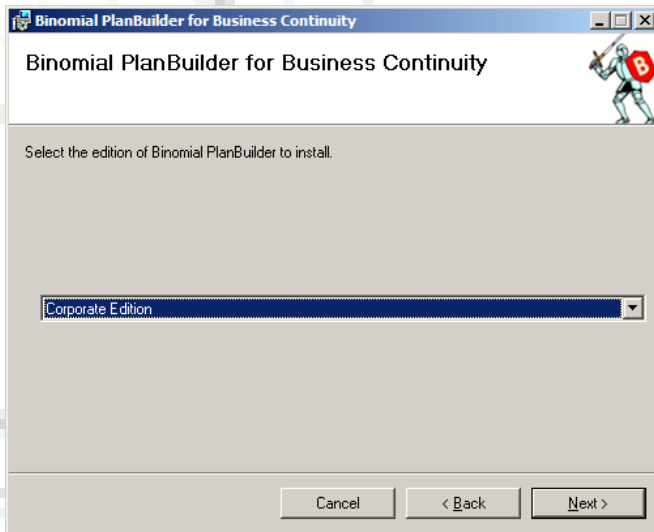 Binomial PlanBuilder for Business Continuity
Binomial PlanBuilder for Business Continuity
B
Select the edition of Binomial PlanBuilder to install.
Corporate Edition
Cancel
< Back
Next >